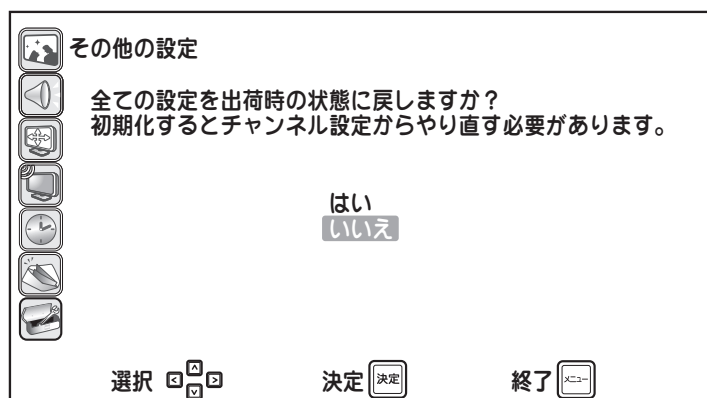 その他の設定
全ての設定を出荷時の状態に戻しますか？
初期化するとチャンネル設定からやり直す必要があります。
はい
いいえ
選択 決定 決定 終了 メニュー